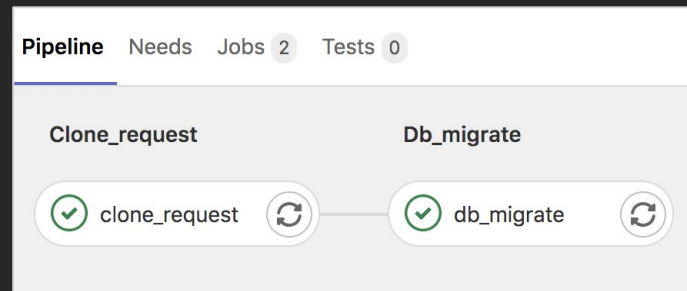 Pipeline Needs Jobs 2 Tests 0
Clone_request Db_migrate
clone_request db_migrate